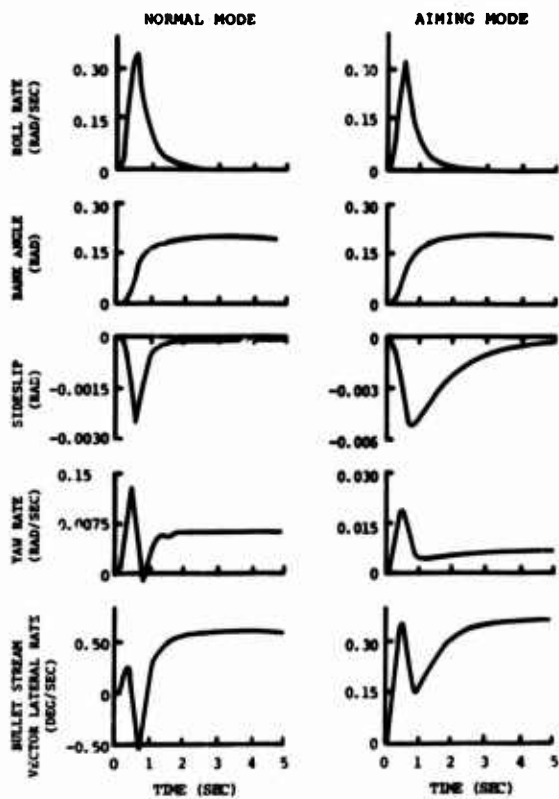 NORMAL MODE
AIMING MODE
ROLL RATE
(RAD/SEC)
0.30
0.15
0
0.30
0.15
0
BANK ANGLE
(RAD)
0.30
0.15
0
0.30
0.15
0
SIDESLIP
(RAD)
0
-0.0015
-0.0030
0
-0.003
-0.006
YAW RATE
(RAD/SEC)
0.15
0.0075
0
0.030
0.015
0
BULLET STREAM
VECTOR LATERAL RATE
(DEG/SEC)
0.50
0
-0.50
0.30
0.15
0
0 1 2 3 4 5
TIME (SEC)
0 1 2 3 4 5
TIME (SEC)